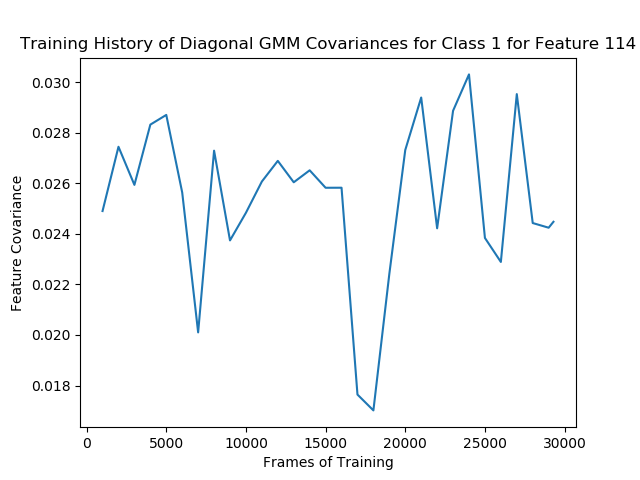 Training History of Diagonal GMM Covariances for Class 1 for Feature 114
0.030
0.028
0.026
0.024
0.022
0.020
0.018
Feature Covariance
0 5000 10000 15000 20000 25000 30000
Frames of Training